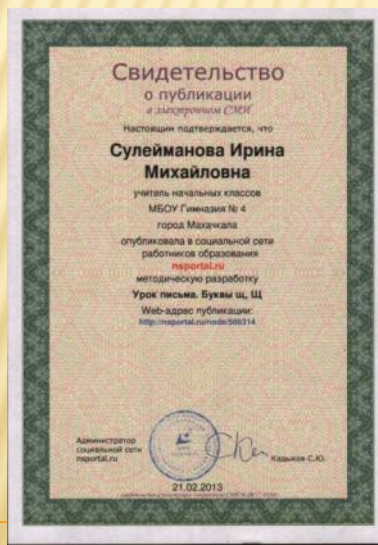 Свидетельство
о публикации
в электронном СМИ
Настоящим подтверждается, что
Сулейманова Ирина
Михайловна
учитель начальных классов
МБОУ Гимназия № 4
город Махачкала
опубликовала в социальной сети
работников образования
nsportal.ru
методическую разработку
Урок письма. Буквы щ, Щ
Web-адрес публикации:
http://nsportal.ru/node/586314
Администратор
социальной сети
nsportal.ru
Кадыков С.Ю.
21.02.2013